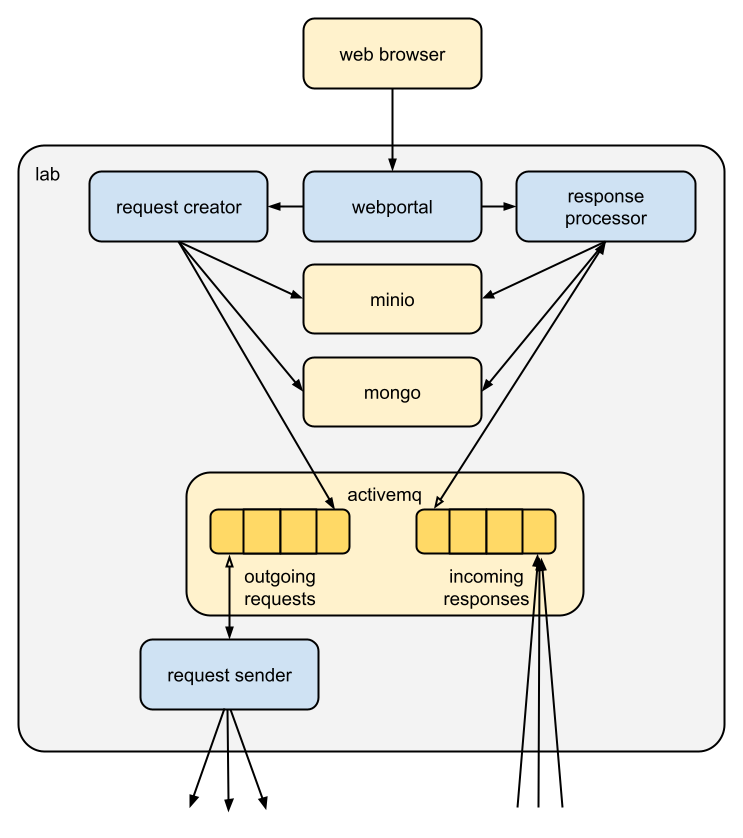 web browser
lab
request creator
webportal
response
processor
minio
mongo
activemq
outgoing
requests
incoming
responses
request sender